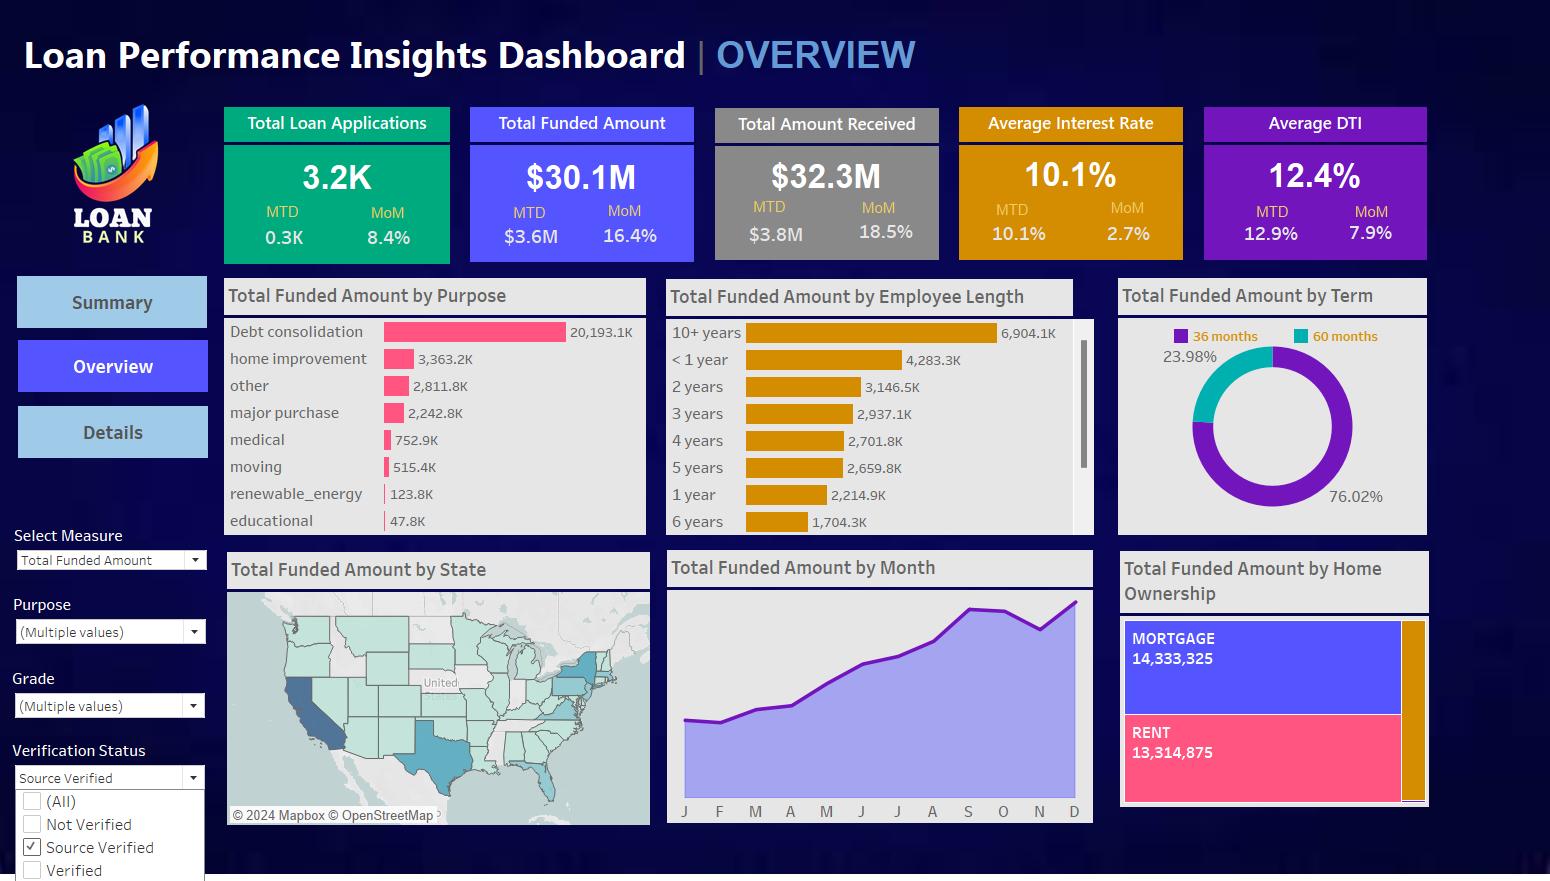 Loan Performance Insights Dashboard | OVERVIEW
LOAN
BANK
Total Loan Applications
3.2K
MTD MoM
0.3K 8.4%
Total Funded Amount
$30.1M
MTD MoM
$3.6M 16.4%
Total Amount Received
$32.3M
MTD MoM
$3.8M 18.5%
Average Interest Rate
10.1%
MTD MoM
10.1% 2.7%
Average DTI
12.4%
MTD MoM
12.9% 7.9%
Summary
Overview
Details
Total Funded Amount by Purpose
Debt consolidation 20,193.1K
home improvement 3,363.2K
other 2,811.8K
major purchase 2,242.8K
medical 752.9K
moving 515.4K
renewable_energy 123.8K
educational 47.8K
Total Funded Amount by Employee Length
10+ years 6,904.1K
< 1 year 4,283.3K
2 years 3,146.5K
3 years 2,937.1K
4 years 2,701.8K
5 years 2,659.8K
1 year 2,214.9K
6 years 1,704.3K
Total Funded Amount by Term
36 months 60 months
23.98%
76.02%
Select Measure
Total Funded Amount
Purpose
(Multiple values)
Grade
(Multiple values)
Verification Status
Source Verified
(All)
Not Verified
Source Verified
Verified
Total Funded Amount by State
United
© 2024 Mapbox © OpenStreetMap
Total Funded Amount by Month
J F M A M J J A S O N D
Total Funded Amount by Home
Ownership
MORTGAGE
14,333,325
RENT
13,314,875